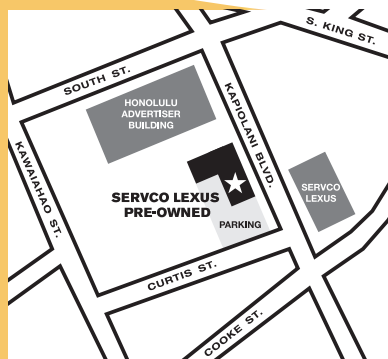 S. KING ST.
SOUTH ST.
HONOLULU
ADVERTISER
BUILDING
KAPIOLANI BLVD.
KAWAIAHAO ST.
SERVCO LEXUS
PRE-OWNED
SERVCO
LEXUS
PARKING
CURTIS ST.
COOKE ST.